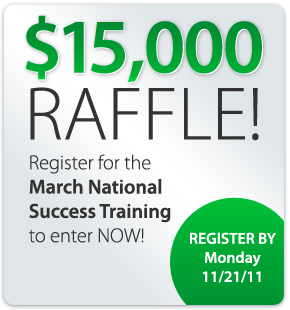 $15,000
RAFFLE!
Register for the
March National
Success Training
to enter NOW!
REGISTER BY
Monday
11/21/11